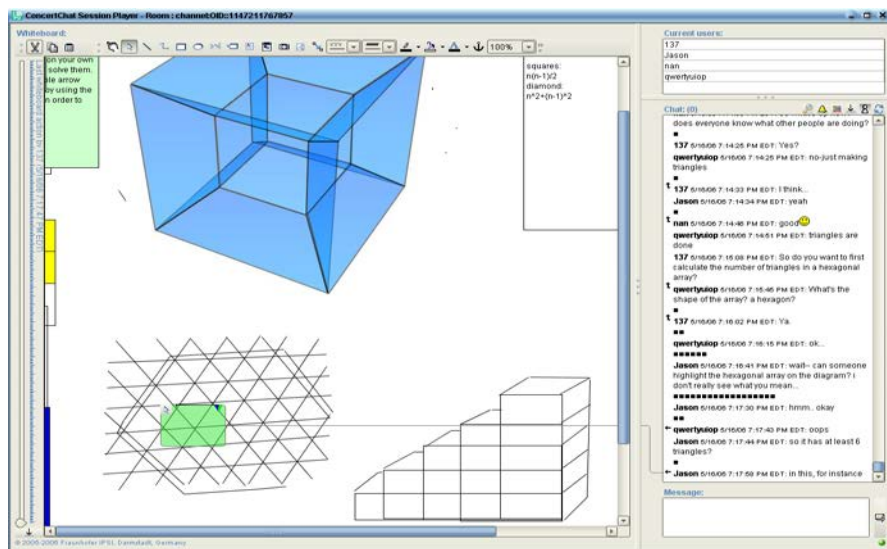 ConcertChat Session Player - Room : channel:OID::1147211767857
Whiteboard:
100%
on your own
solve them.
ble arrow
by using the
n order to
squares:
n(n-1)/2
diamond:
n^2+(n-1)^2
Current users:
137
Jason
nan
qwertyuiop
Chat: (0)
does everyone know what other people are doing?
137 5/16/06 7:14:25 PM EDT: Yes?
qwertyuiop 5/16/06 7:14:25 PM EDT: no-just making
triangles
137 5/16/06 7:14:33 PM EDT: I think...
Jason 5/16/06 7:14:34 PM EDT: yeah
nan 5/16/06 7:14:46 PM EDT: good
qwertyuiop 5/16/06 7:14:51 PM EDT: triangles are
done
137 5/16/06 7:15:08 PM EDT: So do you want to first
calculate the number of triangles in a hexagonal
array?
qwertyuiop 5/16/06 7:15:45 PM EDT: What's the
shape of the array? a hexagon?
137 5/16/06 7:16:02 PM EDT: Ya.
qwertyuiop 5/16/06 7:16:15 PM EDT: ok...
Jason 5/16/06 7:16:41 PM EDT: wait-- can someone
highlight the hexagonal array on the diagram? i
don't really see what you mean...
Jason 5/16/06 7:17:30 PM EDT: hmm.. okay
qwertyuiop 5/16/06 7:17:43 PM EDT: oops
Jason 5/16/06 7:17:44 PM EDT: so it has at least 6
triangles?
Jason 5/16/06 7:17:58 PM EDT: in this, for instance
Message:
© 2005-2006 Fraunhofer IPSI, Darmstadt, Germany